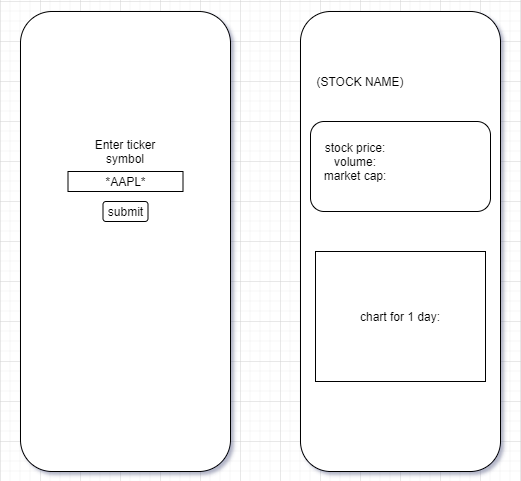 Enter ticker
symbol
*AAPL*
submit
(STOCK NAME)
stock price:
volume:
market cap:
chart for 1 day: